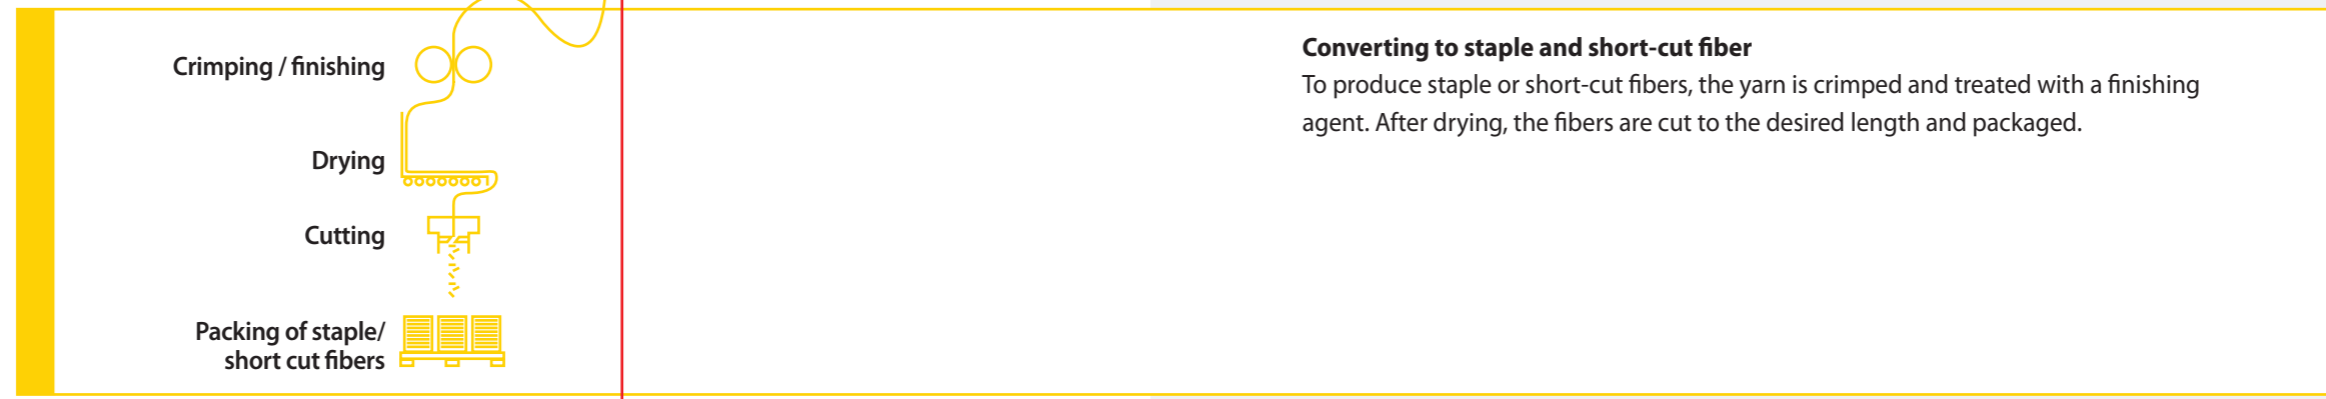 Crimping / finishing
Drying
Cutting
Packing of staple/
short cut fibers
Converting to staple and short-cut fiber
To produce staple or short-cut fibers, the yarn is crimped and treated with a finishing
agent. After drying, the fibers are cut to the desired length and packaged.